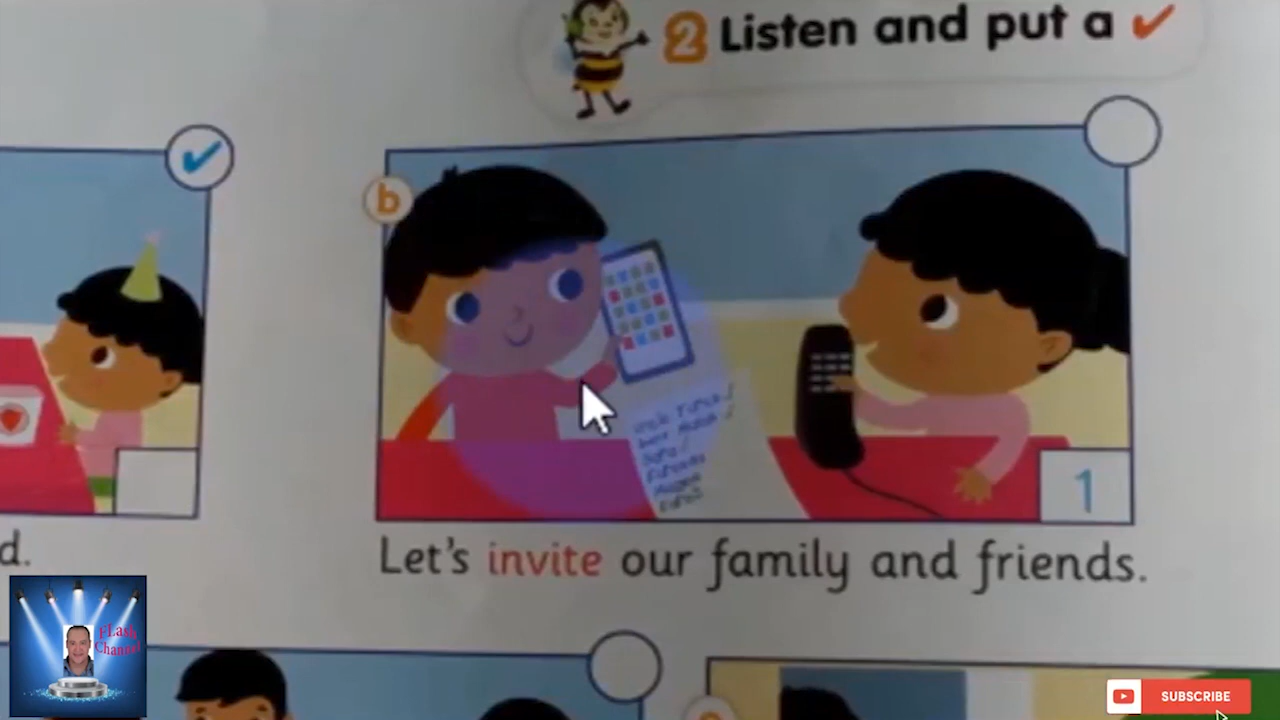 2 Listen and put a ✓
b
1
Let's invite our family and friends.
d.
FLash
Channel
SUBSCRIBE